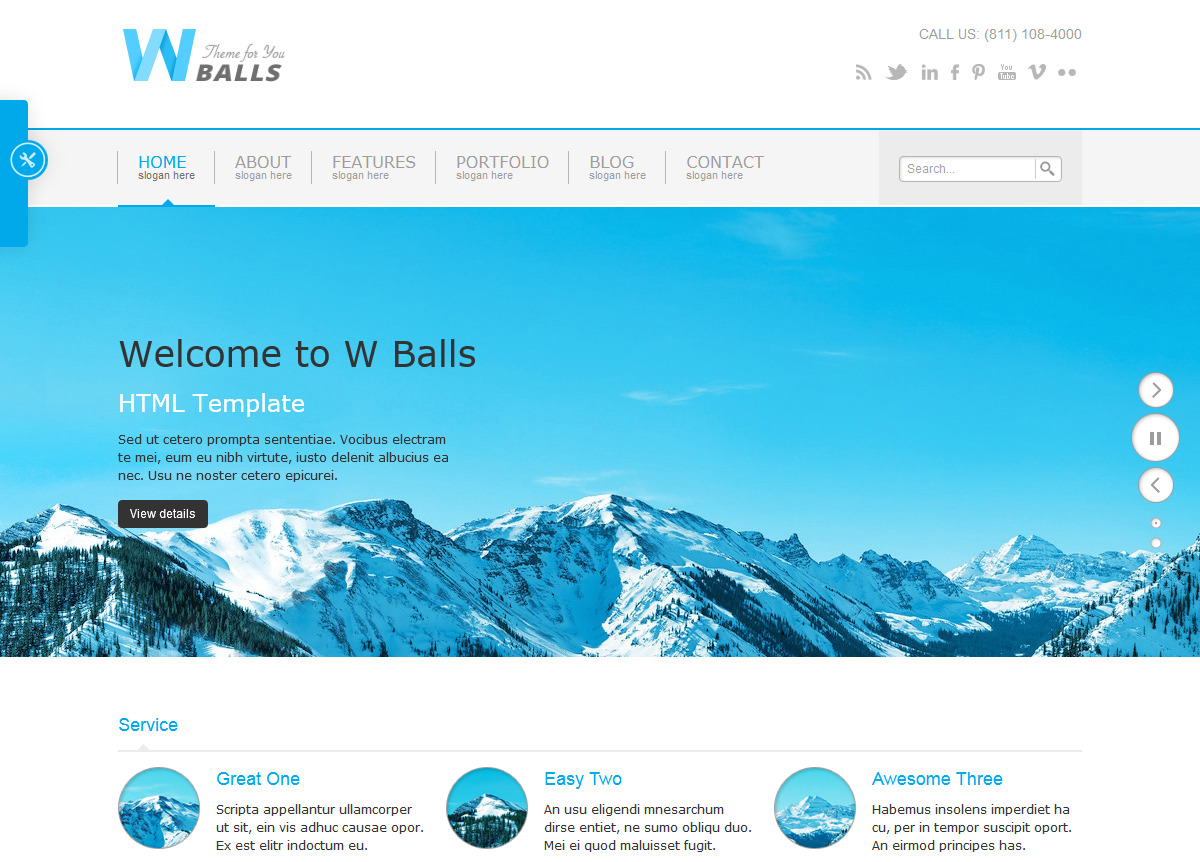 W
Theme for You
BALLS
CALL US: (811) 108-4000
You
Tube
HOME
slogan here
ABOUT
slogan here
FEATURES
slogan here
PORTFOLIO
slogan here
BLOG
slogan here
CONTACT
slogan here
Search...
Welcome to W Balls
HTML Template
Sed ut cetero prompta sententiae. Vocibus electram
te mei, eum eu nibh virtute, iusto delenit albucius ea
nec. Usu ne noster cetero epicurei.
View details
Service
Great One
Scripta appellantur ullamcorper
ut sit, ein vis adhuc causae opor.
Ex est elitr indoctum eu.
Easy Two
An usu eligendi mnesarchum
dirse entiet, ne sumo obliqu duo.
Mei ei quod maluisset fugit.
Awesome Three
Habemus insolens imperdiet ha
cu, per in tempor suscipit oport.
An eirmod principes has.